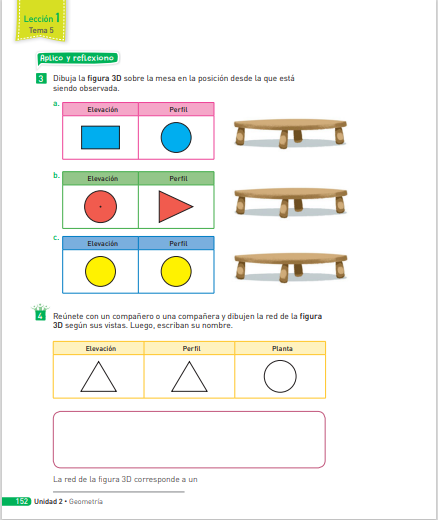 Lección 1
Tema 5
Aplico y reflexiono
3 Dibuja la figura 3D sobre la mesa en la posición desde la que está
siendo observada.
a.
Elevación Perfil
b.
Elevación Perfil
c.
Elevación Perfil
4 Reúnete con un compañero o una compañera y dibujen la red de la figura
3D según sus vistas. Luego, escriban su nombre.
Elevación Perfil Planta
La red de la figura 3D corresponde a un
152 Unidad 2 • Geometría